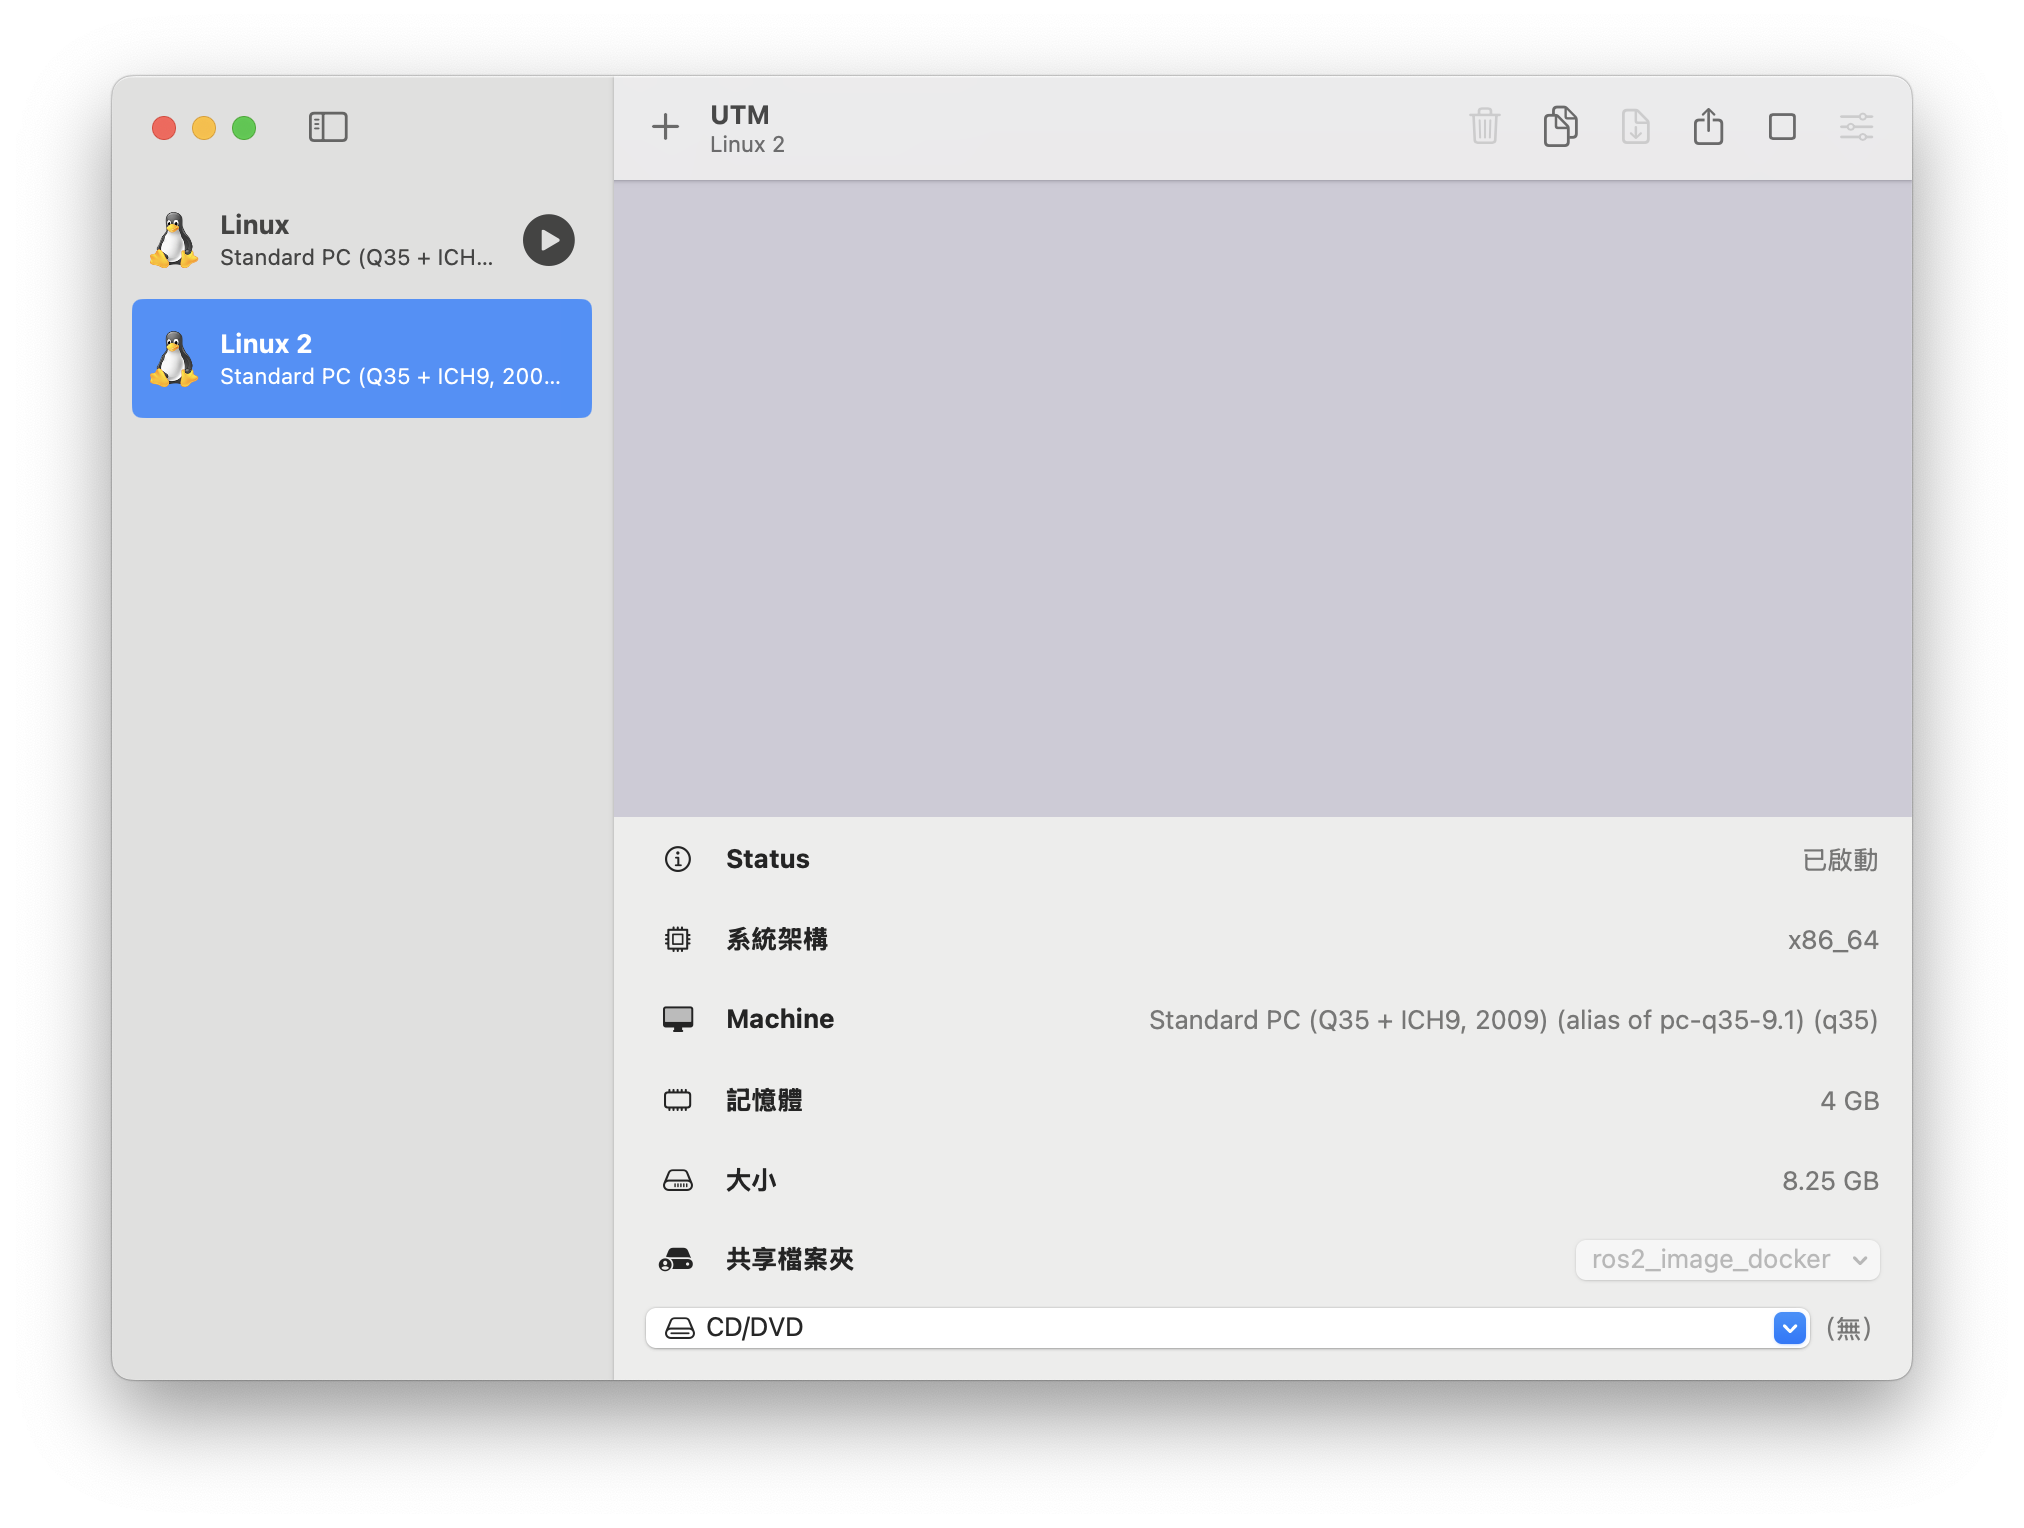 UTM
Linux 2
Linux
Standard PC (Q35 + ICH...
Linux 2
Standard PC (Q35 + ICH9, 200...
Status 已啟動
系統架構 x86_64
Machine Standard PC (Q35 + ICH9, 2009) (alias of pc-q35-9.1) (q35)
記憶體 4 GB
大小 8.25 GB
共享檔案夾 ros2_image_docker
CD/DVD (無)